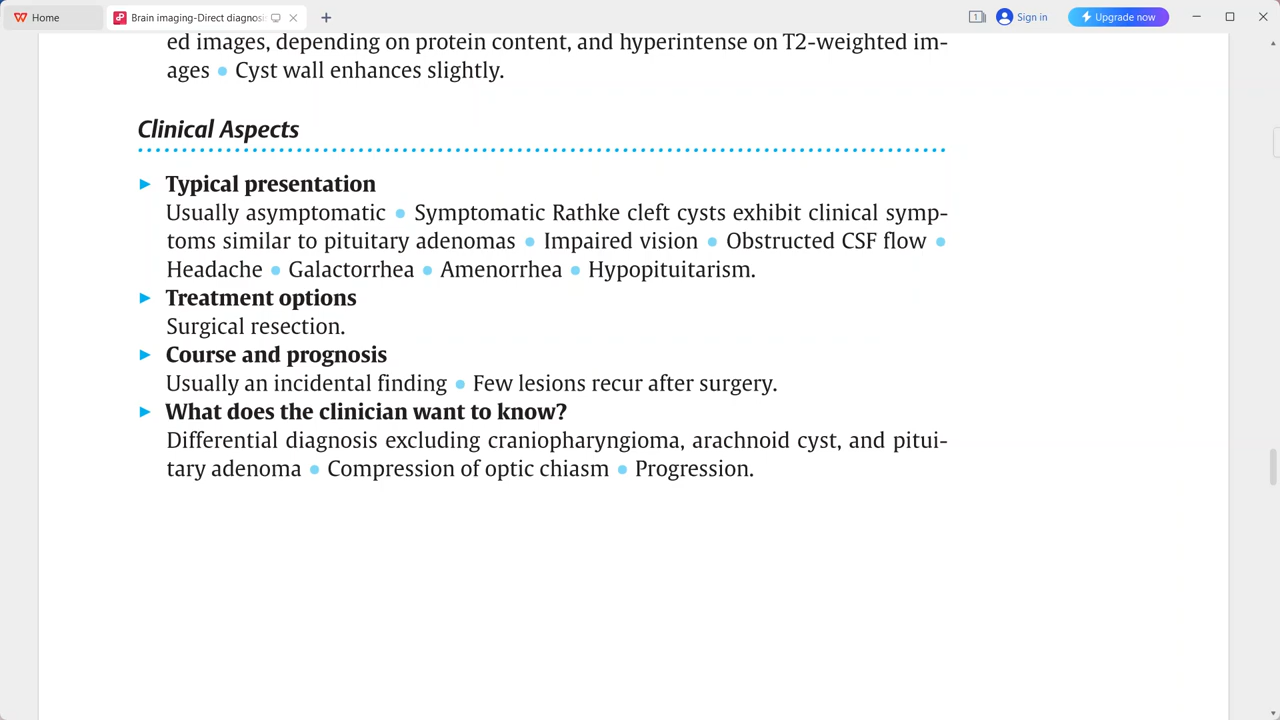 Home
Brain imaging-Direct diagnosi
1
Sign in
Upgrade now
ed images, depending on protein content, and hyperintense on T2-weighted im-
ages • Cyst wall enhances slightly.
Clinical Aspects
► Typical presentation
Usually asymptomatic • Symptomatic Rathke cleft cysts exhibit clinical symp-
toms similar to pituitary adenomas • Impaired vision • Obstructed CSF flow •
Headache • Galactorrhea • Amenorrhea • Hypopituitarism.
► Treatment options
Surgical resection.
► Course and prognosis
Usually an incidental finding • Few lesions recur after surgery.
► What does the clinician want to know?
Differential diagnosis excluding craniopharyngioma, arachnoid cyst, and pitui-
tary adenoma • Compression of optic chiasm • Progression.